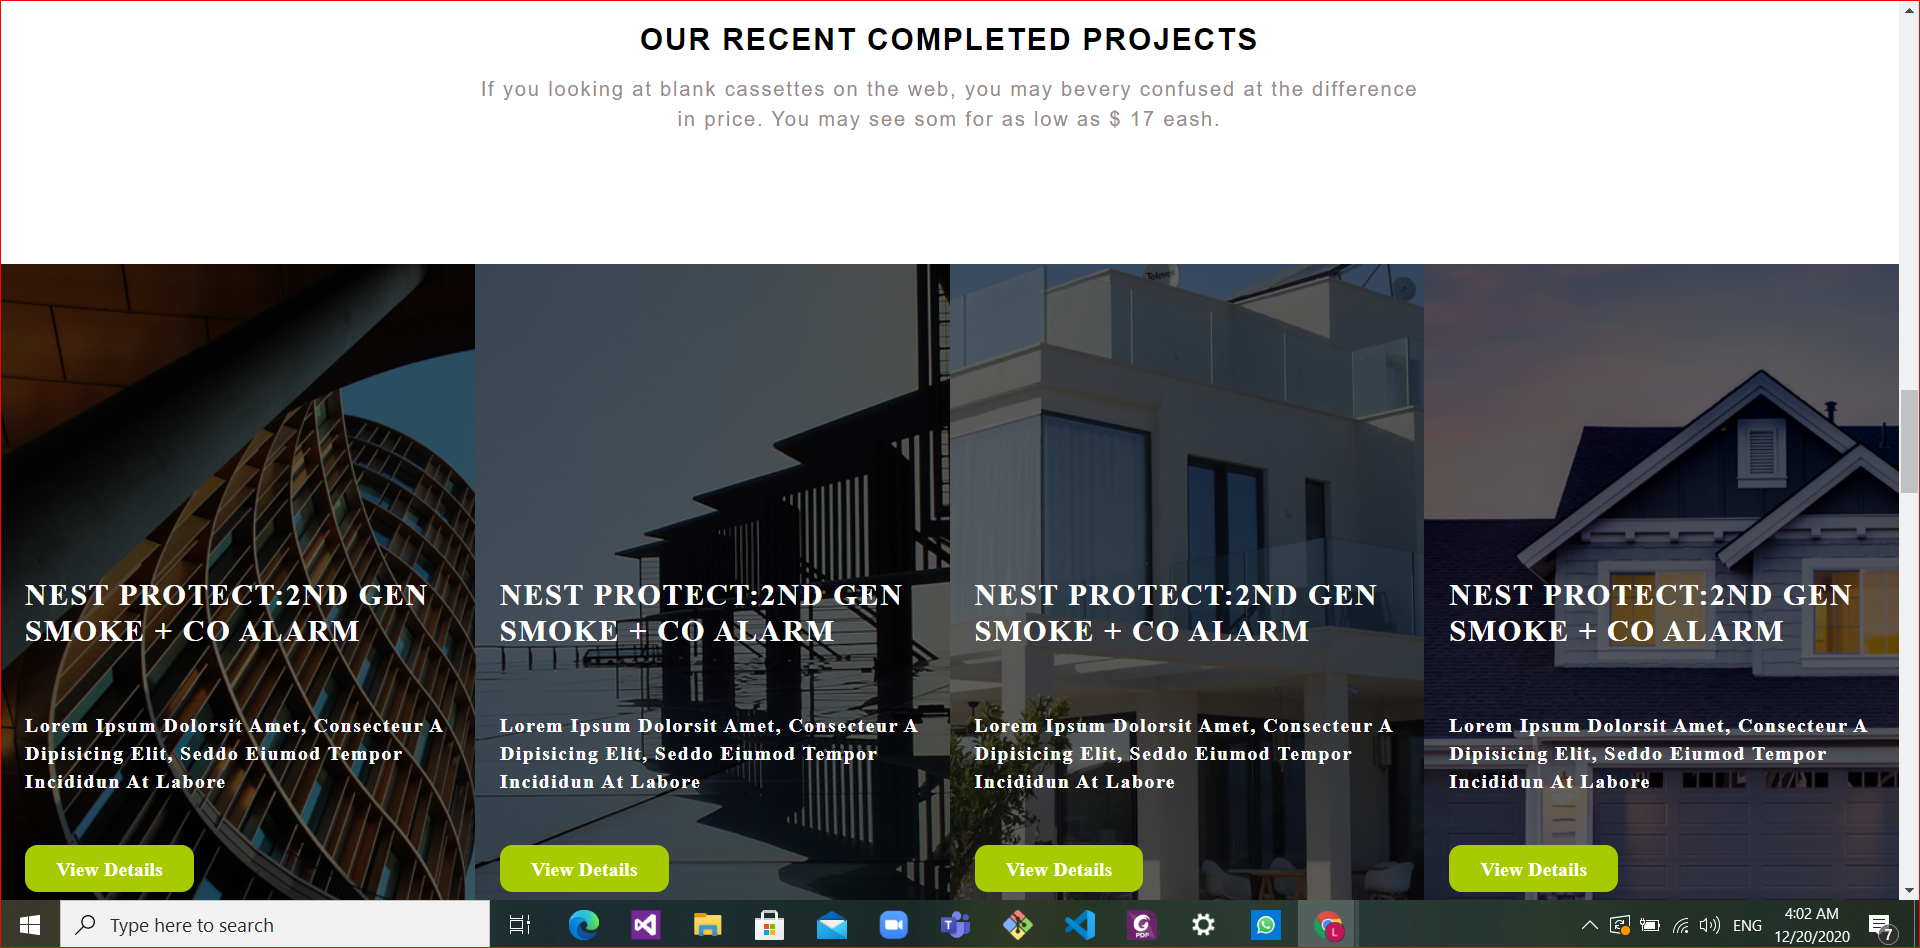 OUR RECENT COMPLETED PROJECTS
If you looking at blank cassettes on the web, you may bevery confused at the difference
in price. You may see som for as low as $ 17 eash.
Televes
NEST PROTECT:2ND GEN
SMOKE + CO ALARM
Lorem Ipsum Dolorsit Amet, Consecteur A
Dipisicing Elit, Seddo Eiumod Tempor
Incididun At Labore
View Details
NEST PROTECT:2ND GEN
SMOKE + CO ALARM
Lorem Ipsum Dolorsit Amet, Consecteur A
Dipisicing Elit, Seddo Eiumod Tempor
Incididun At Labore
View Details
NEST PROTECT:2ND GEN
SMOKE + CO ALARM
Lorem Ipsum Dolorsit Amet, Consecteur A
Dipisicing Elit, Seddo Eiumod Tempor
Incididun At Labore
View Details
NEST PROTECT:2ND GEN
SMOKE + CO ALARM
Lorem Ipsum Dolorsit Amet, Consecteur A
Dipisicing Elit, Seddo Eiumod Tempor
Incididun At Labore
View Details
Type here to search
T
PDF
L
ENG
4:02 AM
12/20/2020
7